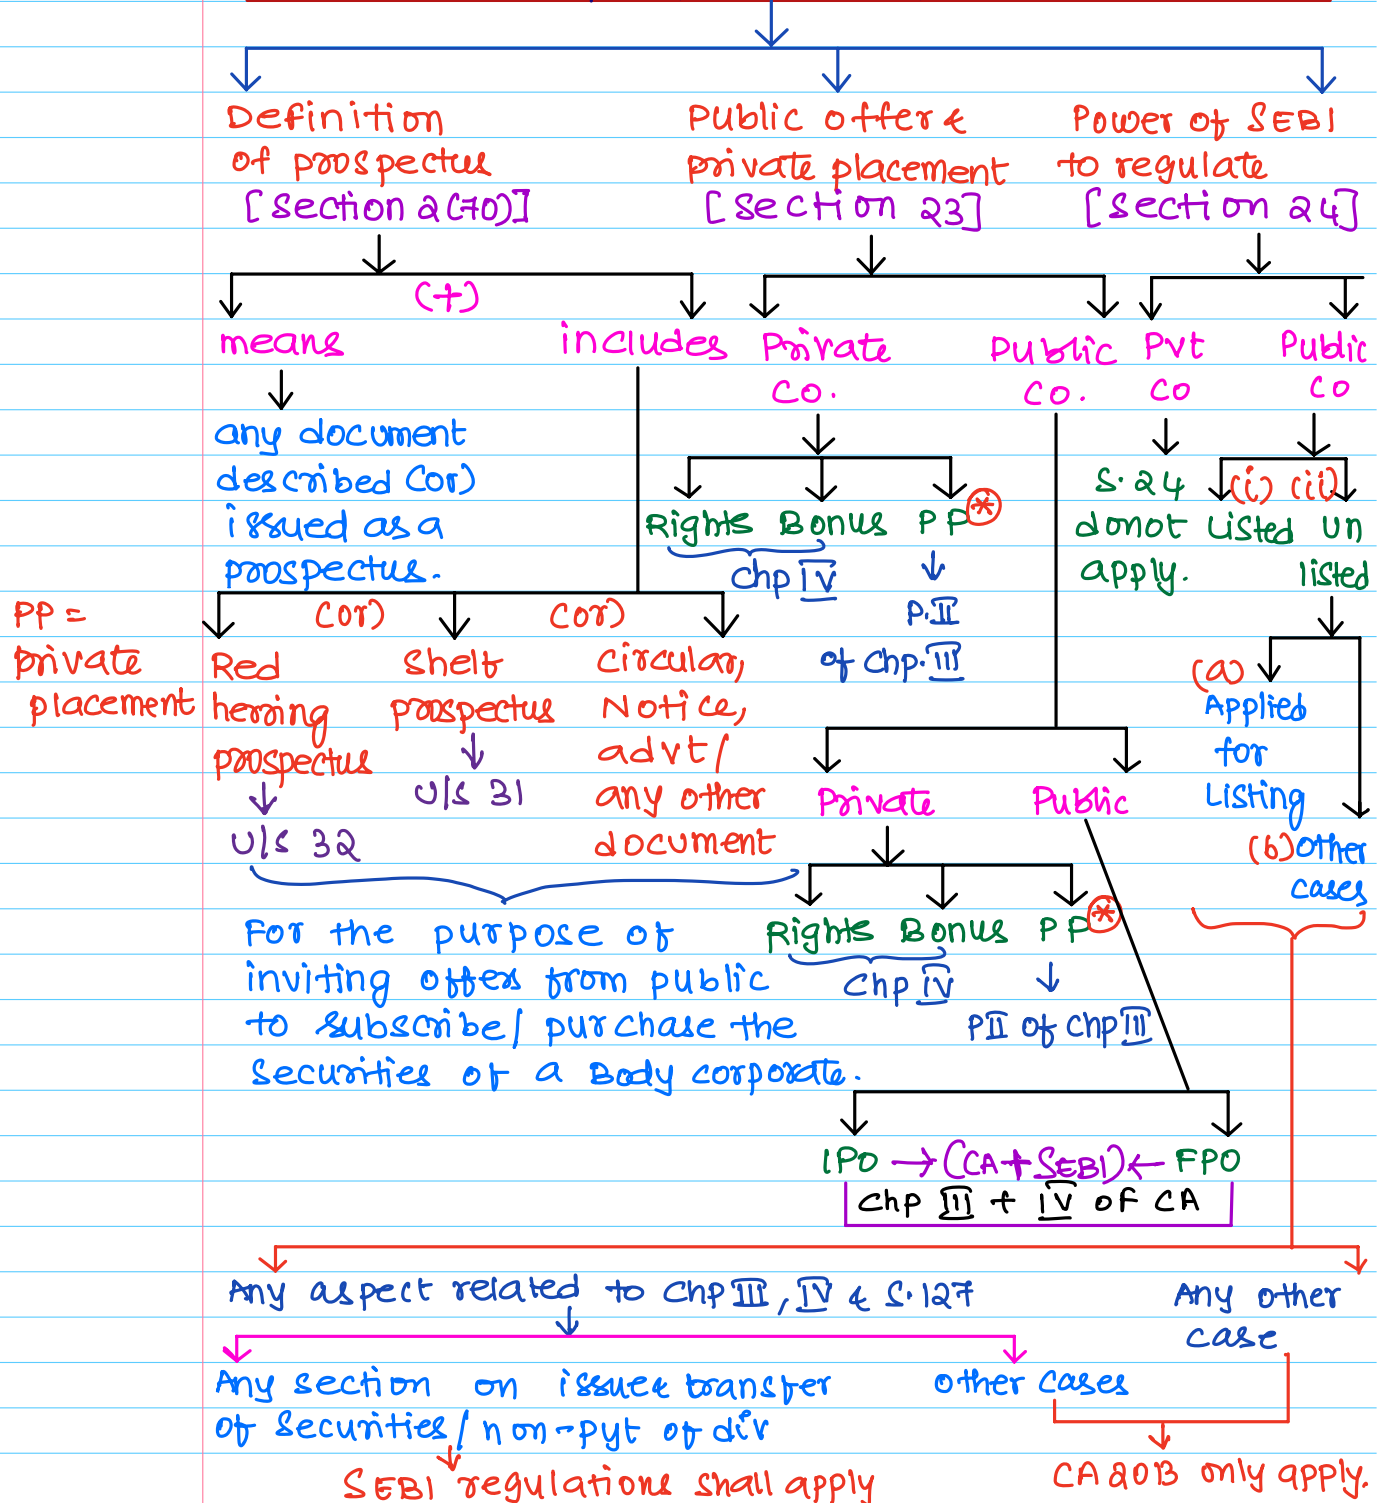 Definition
of prospectus
[Section 2(70)]
Public offer &
private placement
[Section 23]
Power of SEBI
to regulate
[Section 24]
(+)
means
includes
any document
described (or)
issued as a
prospectus.
(or)
(or)
PP =
private
placement
Red
herring
prospectus
U/S 32
Shelf
prospectus
U/S 31
circular,
Notice,
advt/
any other
document
For the purpose of
inviting offers from public
to subscribe/ purchase the
securities of a Body corporate.
Private
co.
Rights Bonus PP*
Chp IV
P.II
of Chp.III
Public
co.
Private
Public
Rights Bonus PP*
Chp IV
PII of Chp III
IPO → (CA+SEBI) ← FPO
Chp III + IV of CA
Pvt
co
S.24
donot
apply.
Public
co
(i) (ii)
Listed
un
listed
(a)
Applied
for
Listing
(b) other
cases
Any aspect related to Chp III, IV & S.127
Any other
case
Any section on issue & transfer
of securities/ non-pyt of div
other cases
SEBI regulations shall apply
CA 2013 only apply.